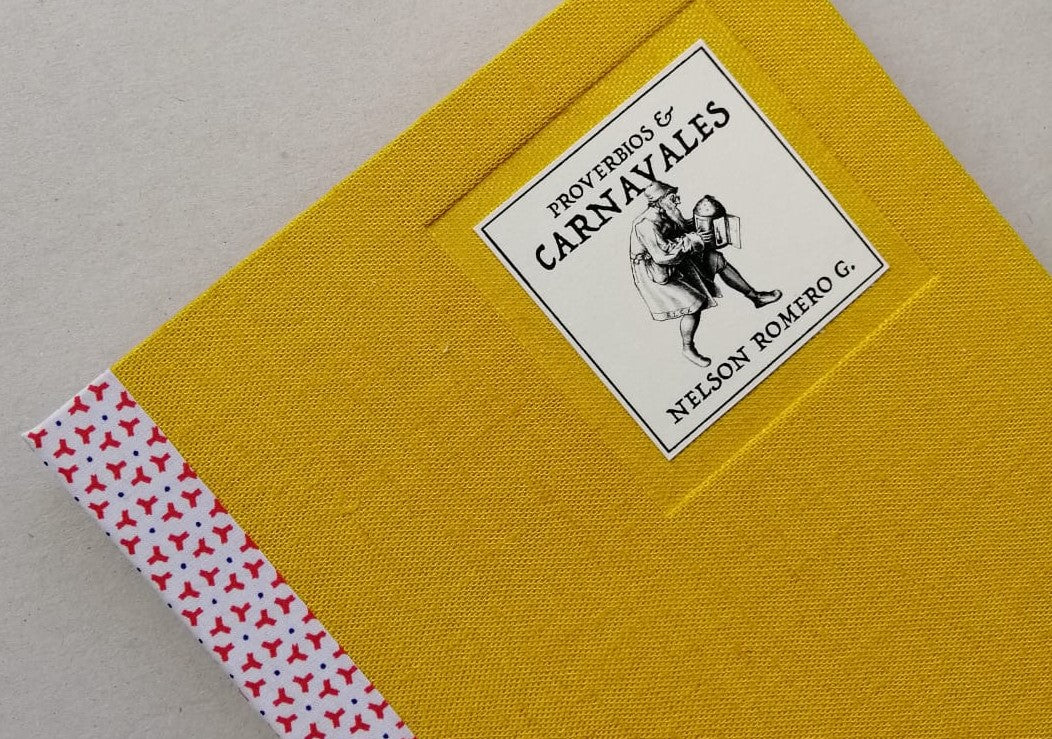 PROVERBIOS &
CARNAVALES
NELSON ROMERO G.